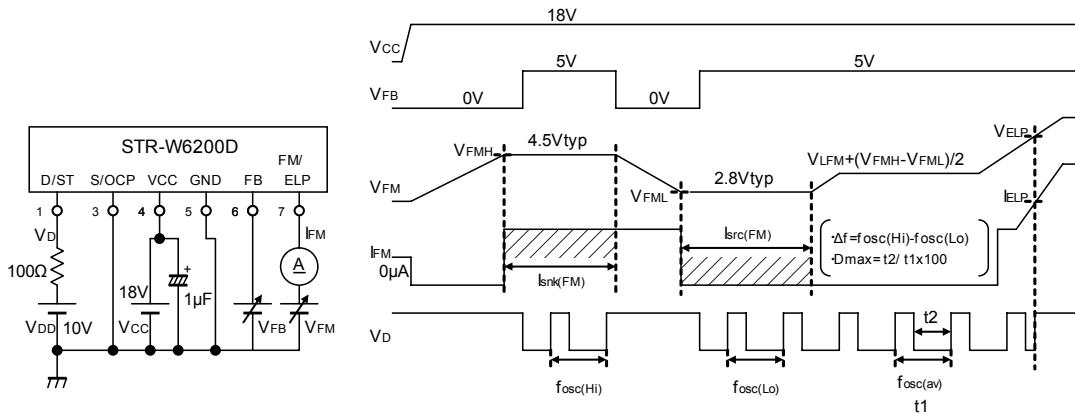 STR-W6200D
D/ST S/OCP VCC GND FB FM/ELP
1 3 4 5 6 7
VD
IFM
100Ω
A
18V
+
1µF
VDD 10V
VCC
VFB
VFM
18V
VCC
5V
5V
VFB
0V
0V
VELP
VFMH
4.5Vtyp
VLFM+(VFMH-VFML)/2
VFM
VFML
2.8Vtyp
IELP
Isrc(FM)
·Δf=fosc(Hi)-fosc(Lo)
·Dmax=t2/ t1x100
IFM
0µA
Isnk(FM)
t2
VD
fosc(Hi)
fosc(Lo)
fosc(av)
t1